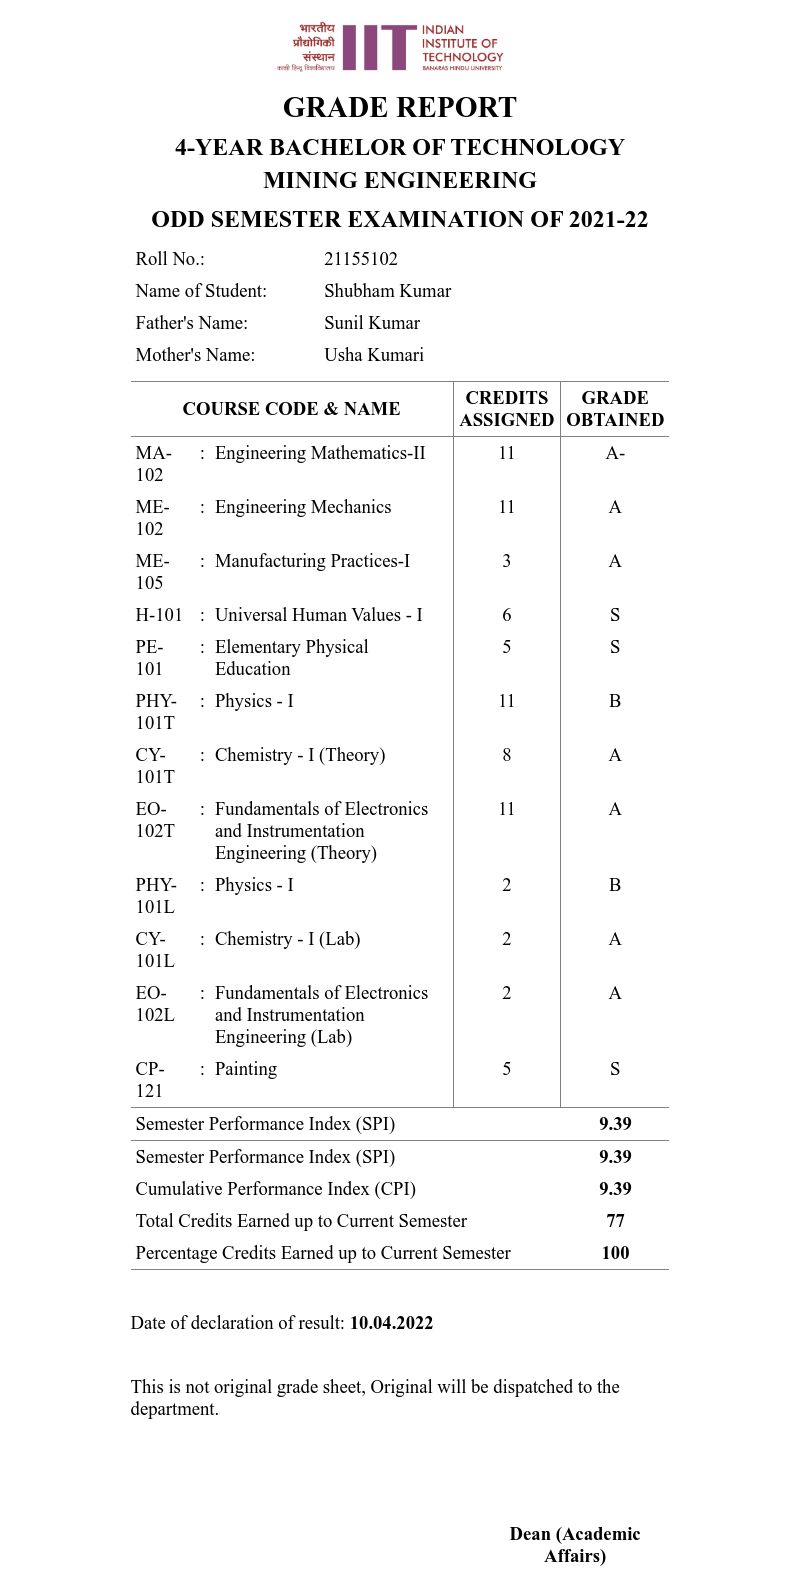 भारतीय
प्रौद्योगिकी
संस्थान
काशी हिन्दू विश्वविद्यालय
IIT
INDIAN
INSTITUTE OF
TECHNOLOGY
BANARAS HINDU UNIVERSITY
GRADE REPORT
4-YEAR BACHELOR OF TECHNOLOGY
MINING ENGINEERING
ODD SEMESTER EXAMINATION OF 2021-22
Roll No.: 21155102
Name of Student: Shubham Kumar
Father's Name: Sunil Kumar
Mother's Name: Usha Kumari
COURSE CODE & NAME CREDITS ASSIGNED GRADE OBTAINED
MA-102 : Engineering Mathematics-II 11 A-
ME-102 : Engineering Mechanics 11 A
ME-105 : Manufacturing Practices-I 3 A
H-101 : Universal Human Values - I 6 S
PE-101 : Elementary Physical Education 5 S
PHY-101T : Physics - I 11 B
CY-101T : Chemistry - I (Theory) 8 A
EO-102T : Fundamentals of Electronics and Instrumentation Engineering (Theory) 11 A
PHY-101L : Physics - I 2 B
CY-101L : Chemistry - I (Lab) 2 A
EO-102L : Fundamentals of Electronics and Instrumentation Engineering (Lab) 2 A
CP-121 : Painting 5 S
Semester Performance Index (SPI) 9.39
Semester Performance Index (SPI) 9.39
Cumulative Performance Index (CPI) 9.39
Total Credits Earned up to Current Semester 77
Percentage Credits Earned up to Current Semester 100
Date of declaration of result: 10.04.2022
This is not original grade sheet, Original will be dispatched to the
department.
Dean (Academic
Affairs)